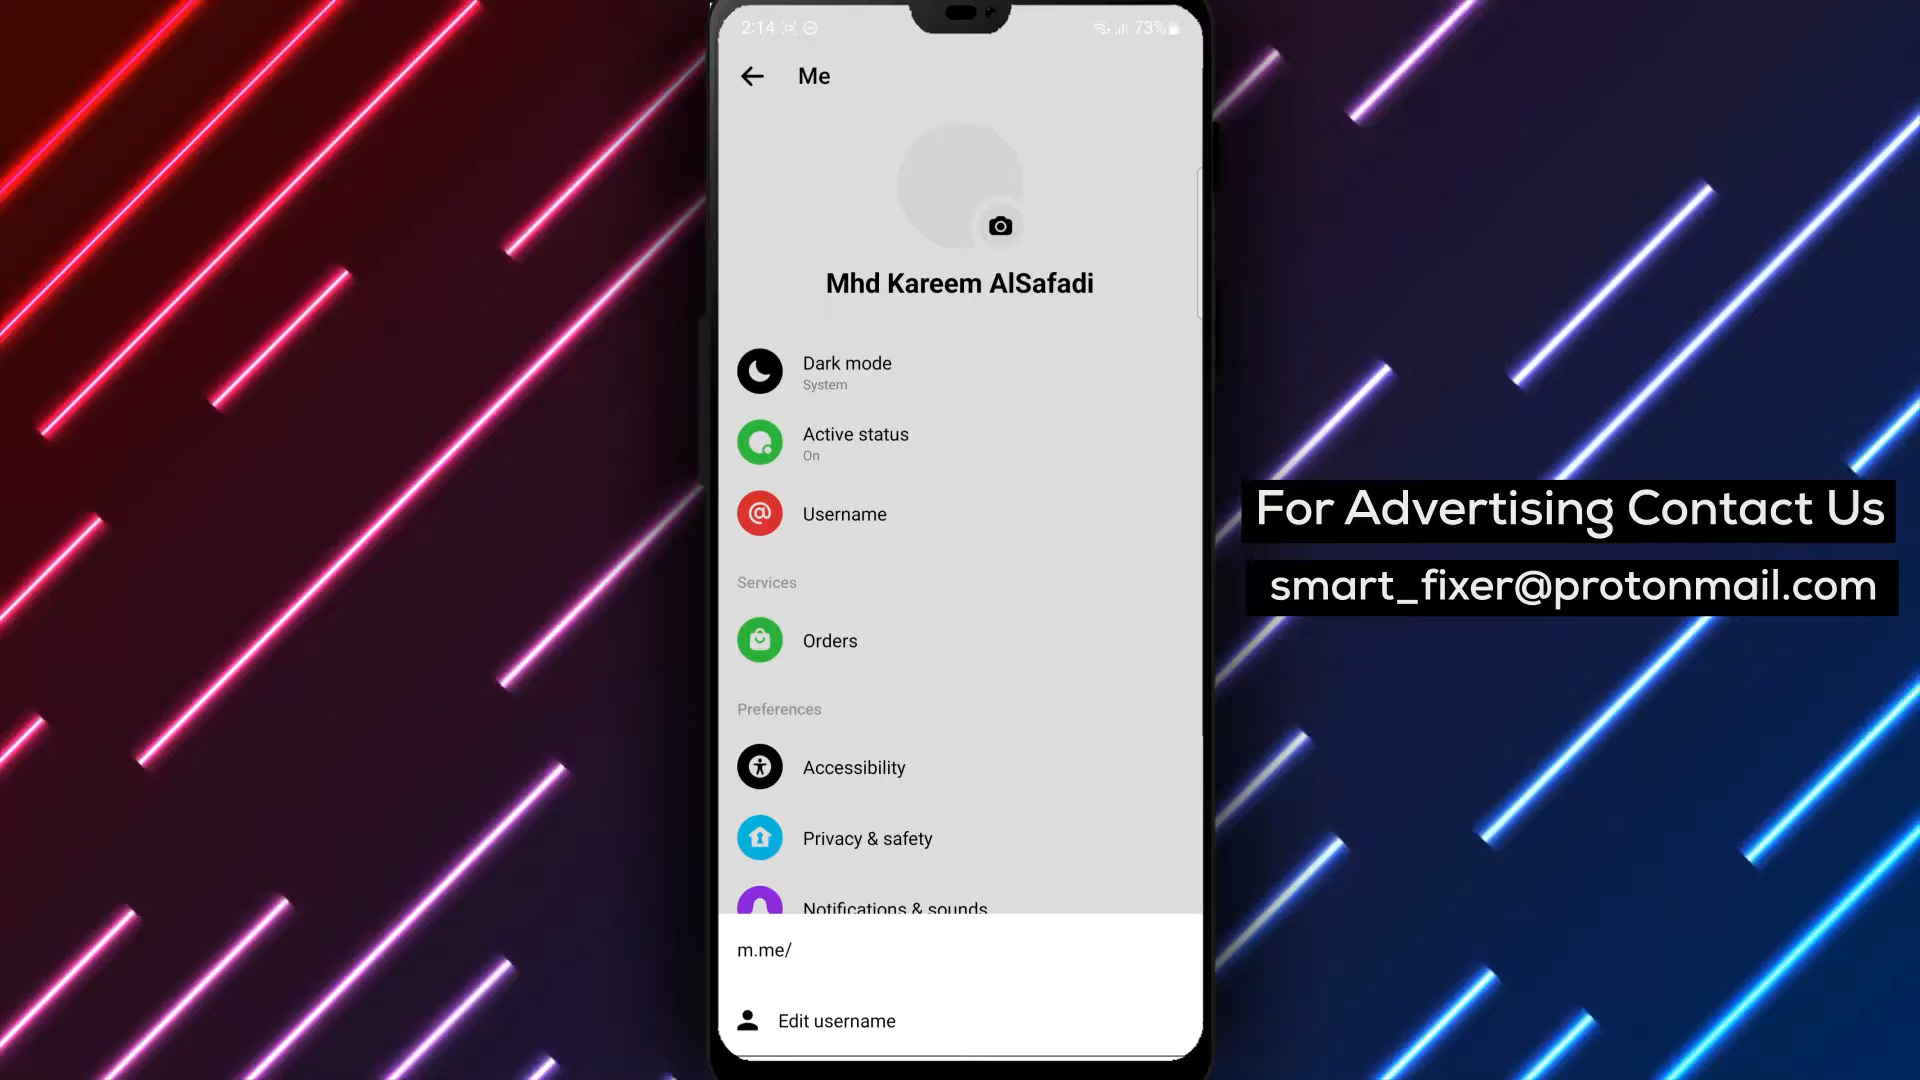 2:14
73%
Me
Mhd Kareem AlSafadi
Dark mode
System
Active status
On
Username
Services
Orders
Preferences
Accessibility
Privacy & safety
Notifications & sounds
m.me/
Edit username
For Advertising Contact Us
smart_fixer@protonmail.com